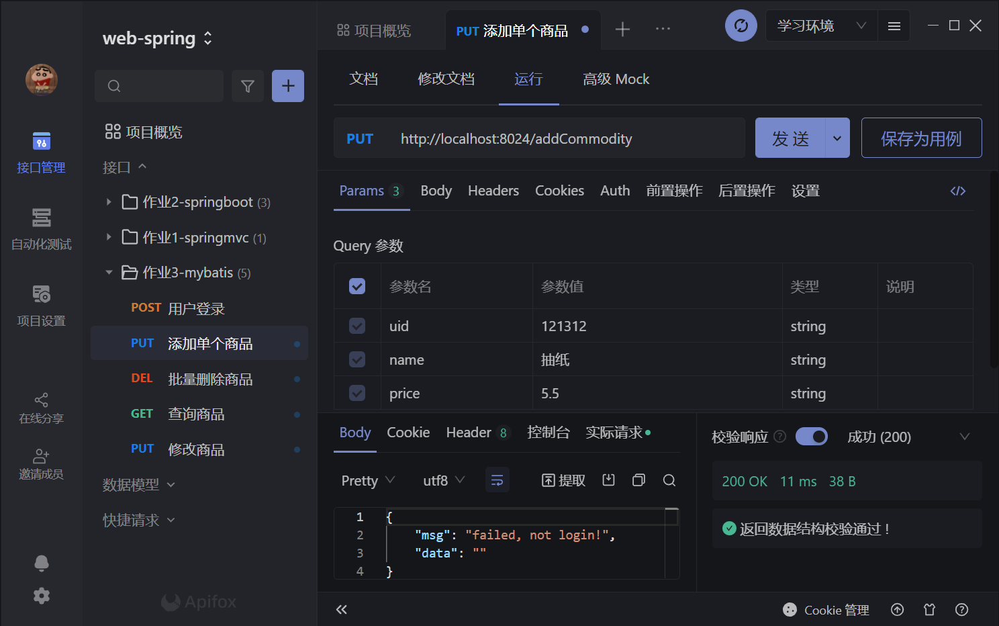 web-spring
项目概览
PUT 添加单个商品
学习环境
接口管理
自动化测试
项目设置
在线分享
邀请成员
项目概览
接口
作业2-springboot (3)
作业1-springmvc (1)
作业3-mybatis (5)
POST 用户登录
PUT 添加单个商品
DEL 批量删除商品
GET 查询商品
PUT 修改商品
数据模型
快捷请求
Apifox
文档
修改文档
运行
高级 Mock
PUT http://localhost:8024/addCommodity
发 送
保存为用例
Params 3 Body Headers Cookies Auth 前置操作 后置操作 设置
Query 参数
参数名 参数值 类型 说明
uid 121312 string
name 抽纸 string
price 5.5 string
Body Cookie Header 8 控制台 实际请求
Pretty utf8 提取
1 {
2 "msg": "failed, not login!",
3 "data": ""
4 }
校验响应 成功 (200)
200 OK 11 ms 38 B
返回数据结构校验通过！
Cookie 管理